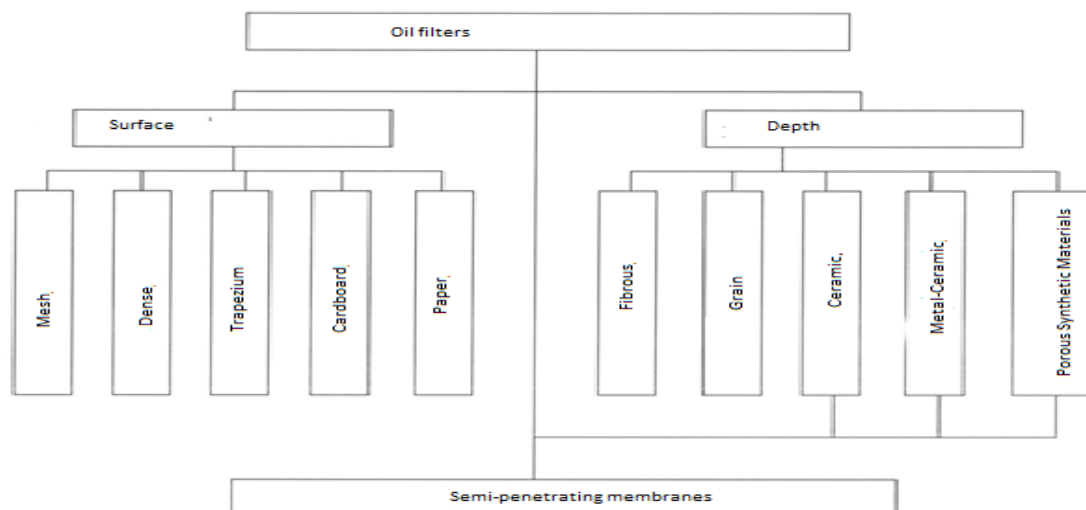 Oil filters
Surface
Depth
Mesh
Dense
Trapezium
Cardboard
Paper
Fibrous
Grain
Ceramic,
Metal-Ceramic
Porous Synthetic Materials
Semi-penetrating membranes